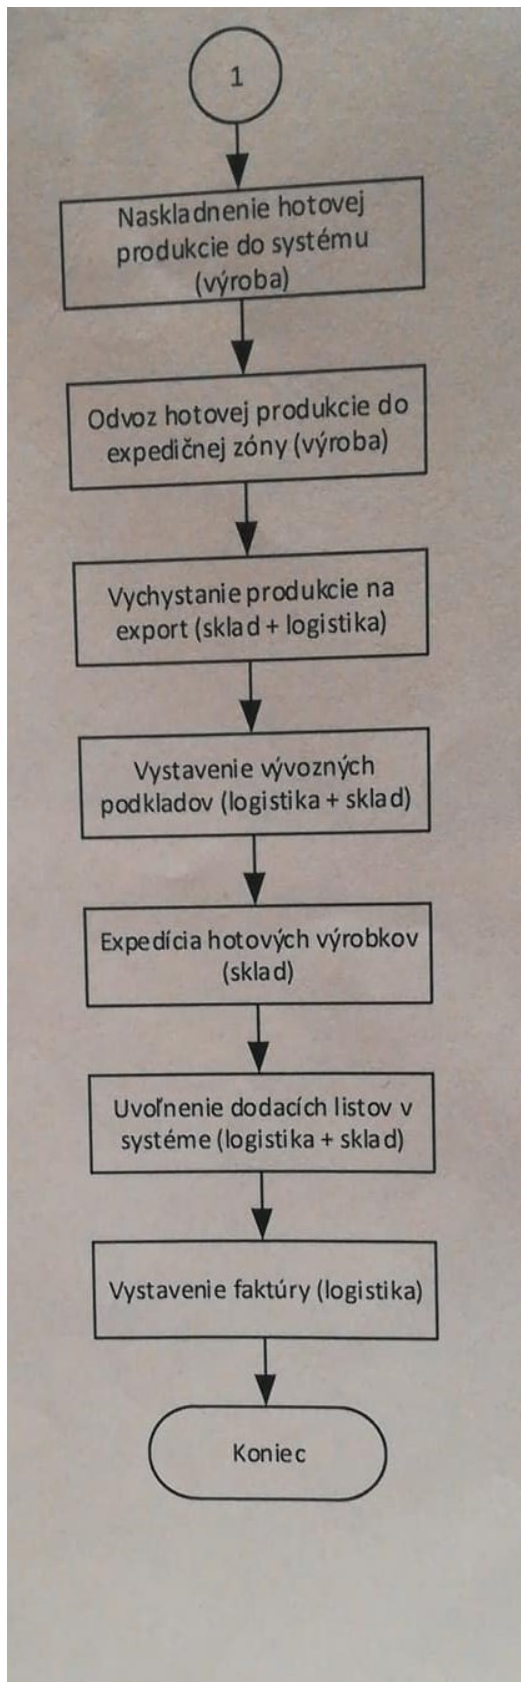 1
Naskladnenie hotovej
produkcie do systému
(výroba)
Odvoz hotovej produkcie do
expedičnej zóny (výroba)
Vychystanie produkcie na
export (sklad + logistika)
Vystavenie vývozných
podkladov (logistika + sklad)
Expedícia hotových výrobkov
(sklad)
Uvoľnenie dodacích listov v
systéme (logistika + sklad)
Vystavenie faktúry (logistika)
Koniec